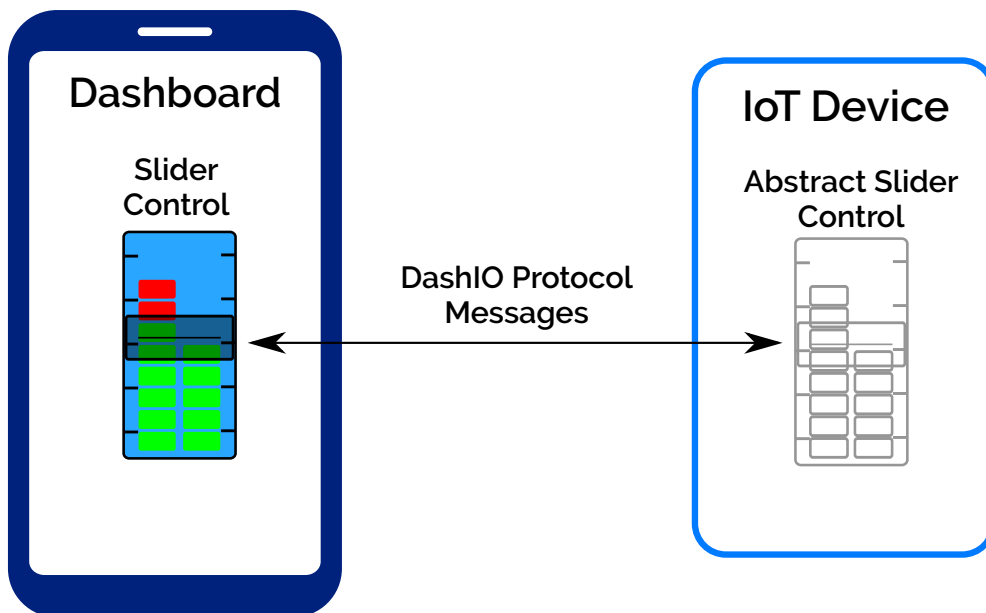 Dashboard
Slider
Control
DashIO Protocol
Messages
IoT Device
Abstract Slider
Control